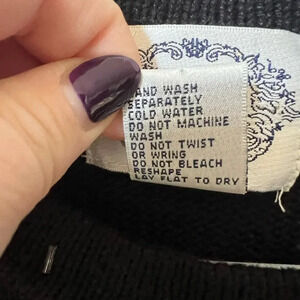 HAND WASH
SEPARATELY
COLD WATER
DO NOT MACHINE
WASH
DO NOT TWIST
OR WRING
DO NOT BLEACH
RESHAPE
LAY FLAT TO DRY